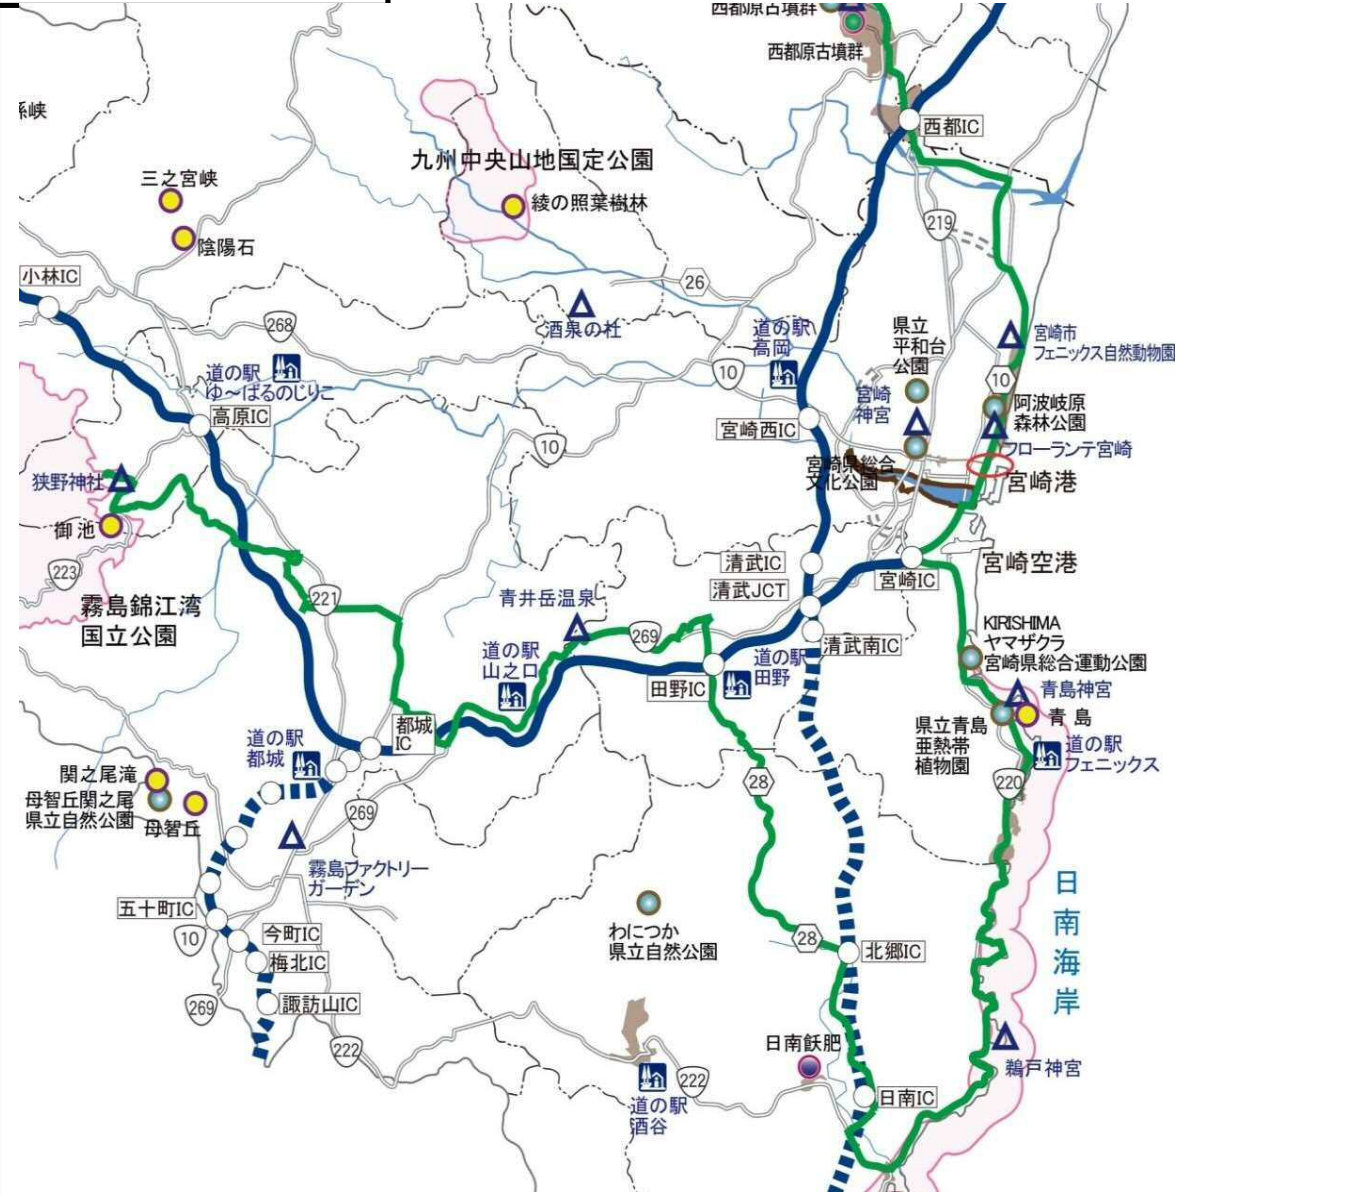 西都原古墳群
西都原古墳群
西都IC
九州中央山地国定公園
綾の照葉樹林
三之宮峡
陰陽石
小林IC
219
26
268
酒泉の杜
道の駅
高岡
県立
平和台
公園
宮崎市
フェニックス自然動物園
道の駅
ゆ～ぱるのじりこ
10
10
高原IC
宮崎
神宮
阿波岐原
森林公園
フローランテ宮崎
宮崎西IC
10
宮崎県総合
文化公園
宮崎港
狭野神社
御池
223
221
清武IC
清武JCT
宮崎IC
宮崎空港
霧島錦江湾
国立公園
青井岳温泉
269
清武南IC
KIRISHIMA
ヤマザクラ
宮崎県総合運動公園
道の駅
山之口
道の駅
田野
田野IC
青島神宮
青島
県立青島
亜熱帯
植物園
道の駅
フェニックス
都城
IC
道の駅
都城
28
220
関之尾滝
母智丘関之尾
県立自然公園
母智丘
269
霧島ファクトリー
ガーデン
日南海岸
五十町IC
10
今町IC
梅北IC
諏訪山IC
269
222
わにつか
県立自然公園
28
北郷IC
日南飫肥
222
道の駅
酒谷
日南IC
鵜戸神宮